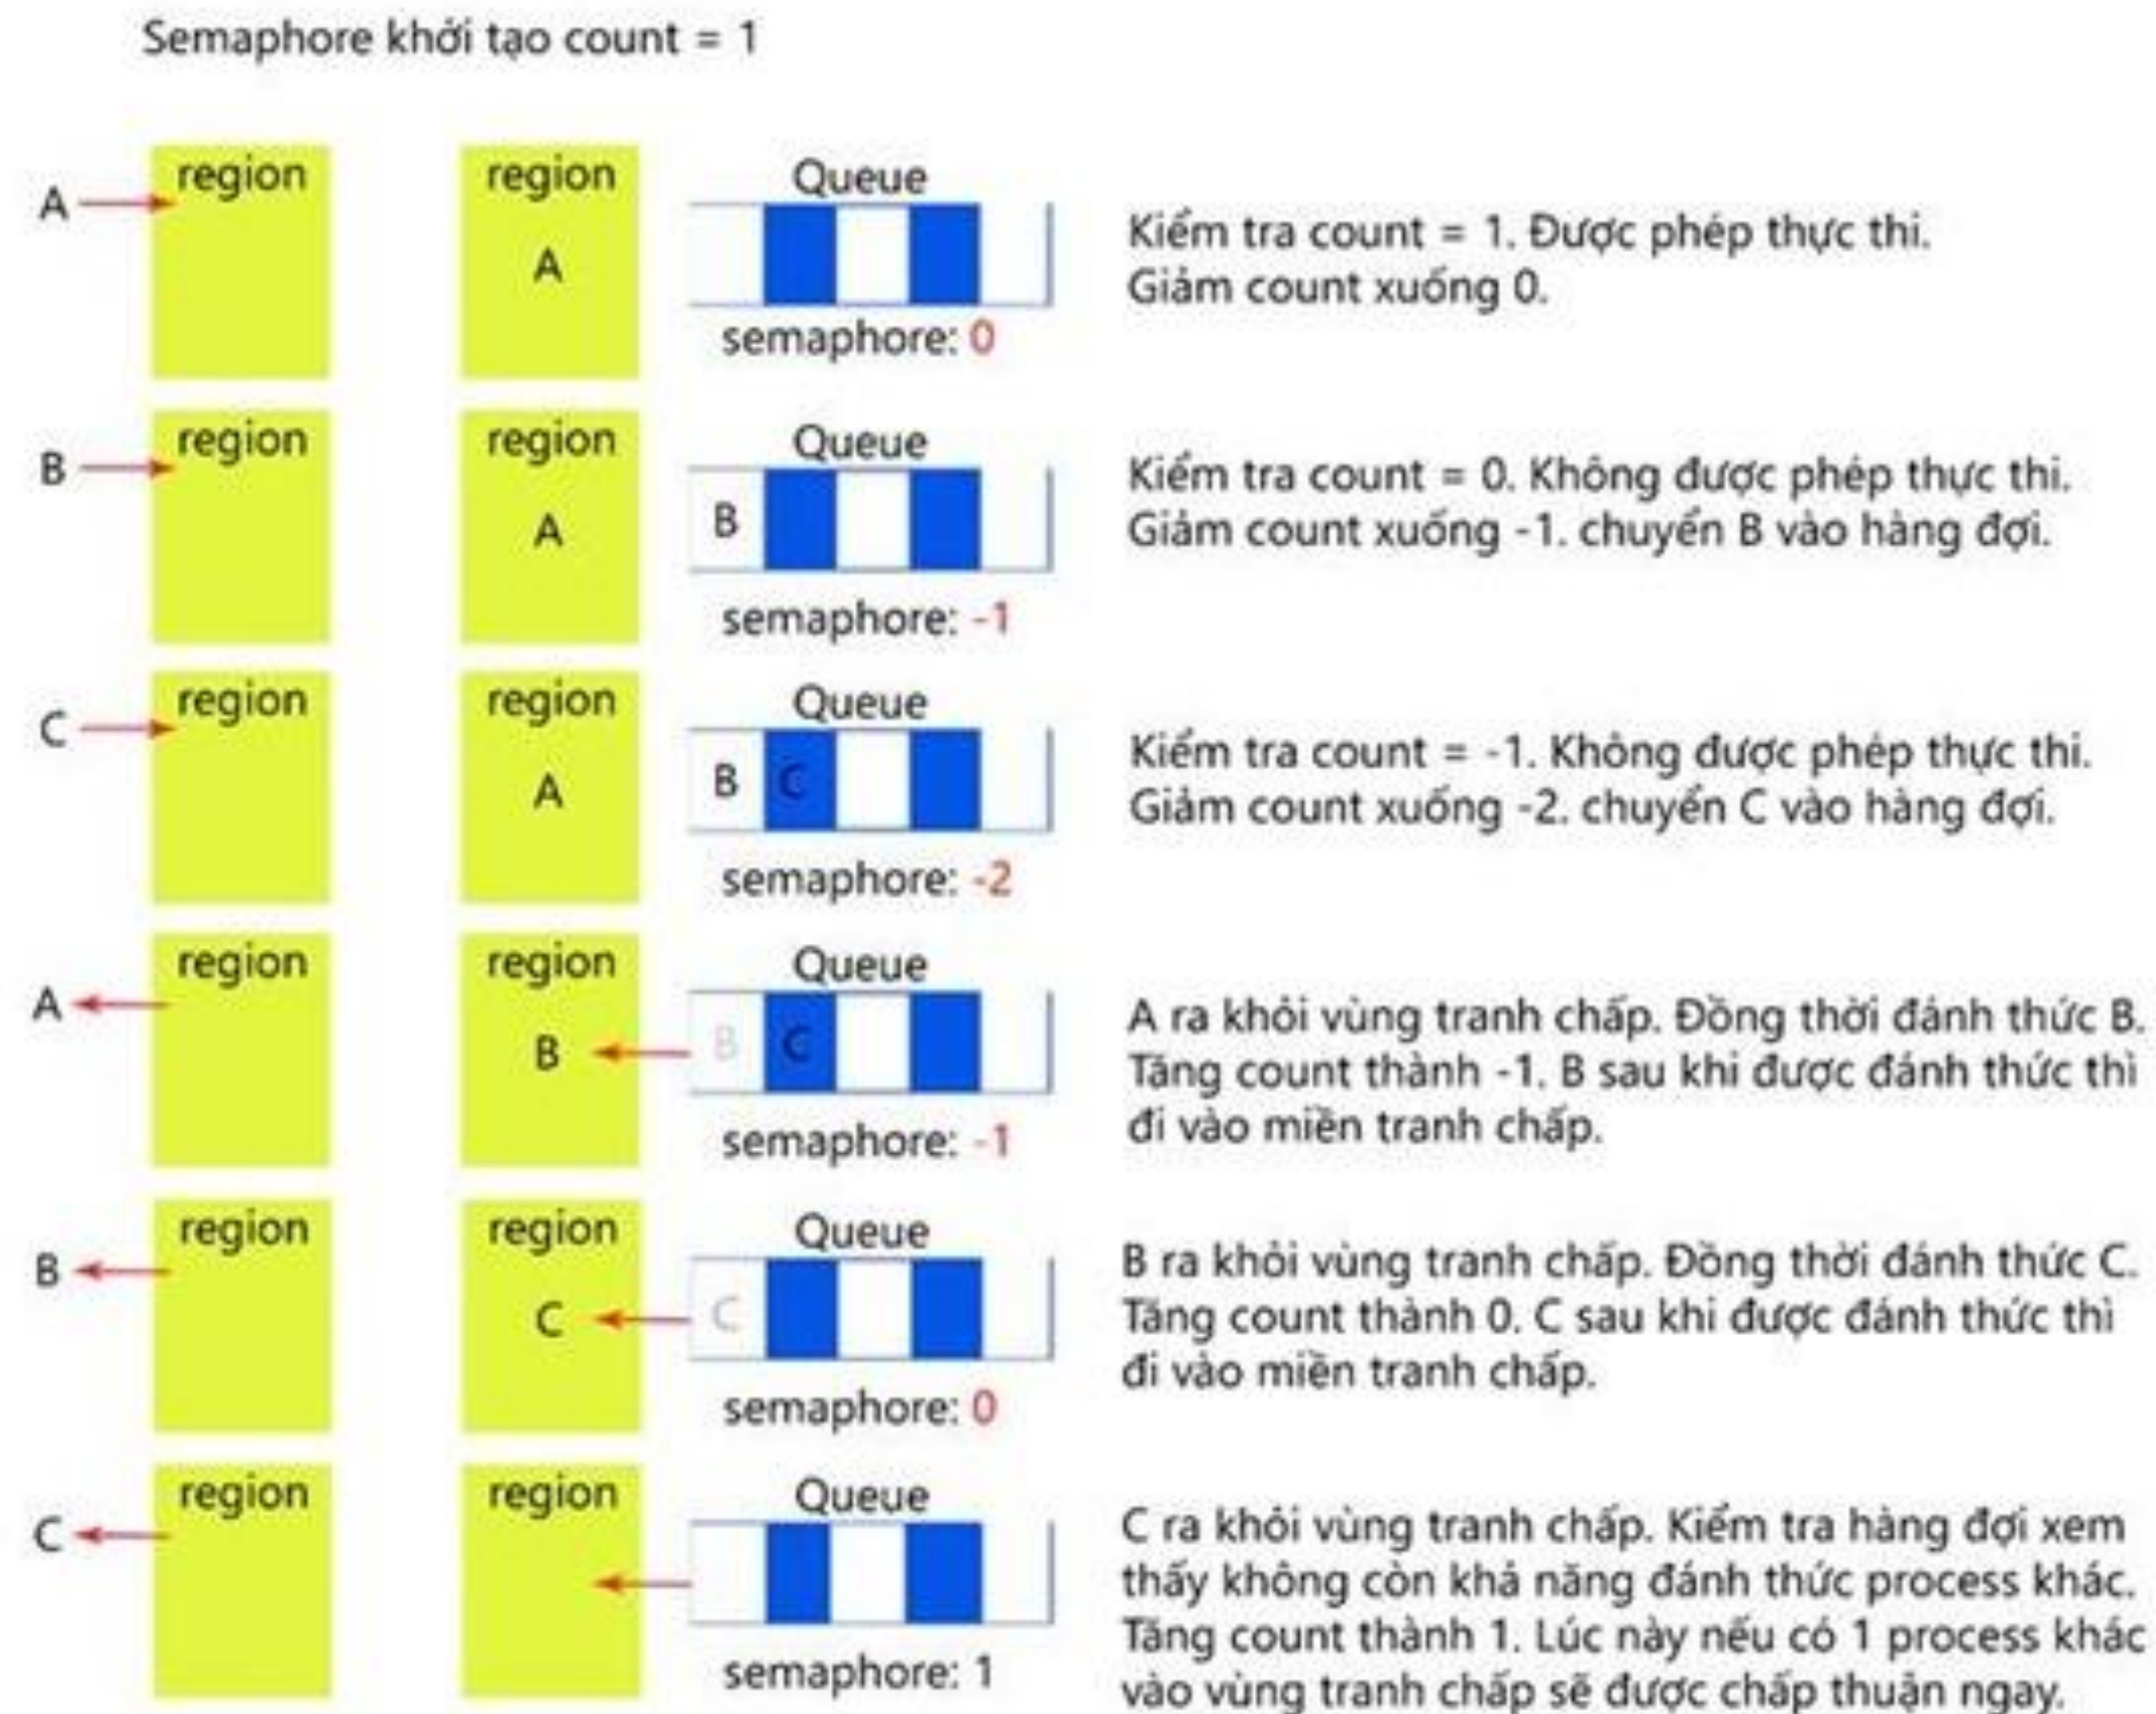 Semaphore khởi tạo count = 1
A
region
region
A
Queue
semaphore: 0
Kiểm tra count = 1. Được phép thực thi.
Giảm count xuống 0.
B
region
region
A
Queue
B
semaphore: -1
Kiểm tra count = 0. Không được phép thực thi.
Giảm count xuống -1. chuyển B vào hàng đợi.
C
region
region
A
Queue
B C
semaphore: -2
Kiểm tra count = -1. Không được phép thực thi.
Giảm count xuống -2. chuyển C vào hàng đợi.
A
region
region
B
Queue
B C
semaphore: -1
A ra khỏi vùng tranh chấp. Đồng thời đánh thức B.
Tăng count thành -1. B sau khi được đánh thức thì
đi vào miền tranh chấp.
B
region
region
C
Queue
C
semaphore: 0
B ra khỏi vùng tranh chấp. Đồng thời đánh thức C.
Tăng count thành 0. C sau khi được đánh thức thì
đi vào miền tranh chấp.
C
region
region
Queue
semaphore: 1
C ra khỏi vùng tranh chấp. Kiểm tra hàng đợi xem
thấy không còn khả năng đánh thức process khác.
Tăng count thành 1. Lúc này nếu có 1 process khác
vào vùng tranh chấp sẽ được chấp thuận ngay.